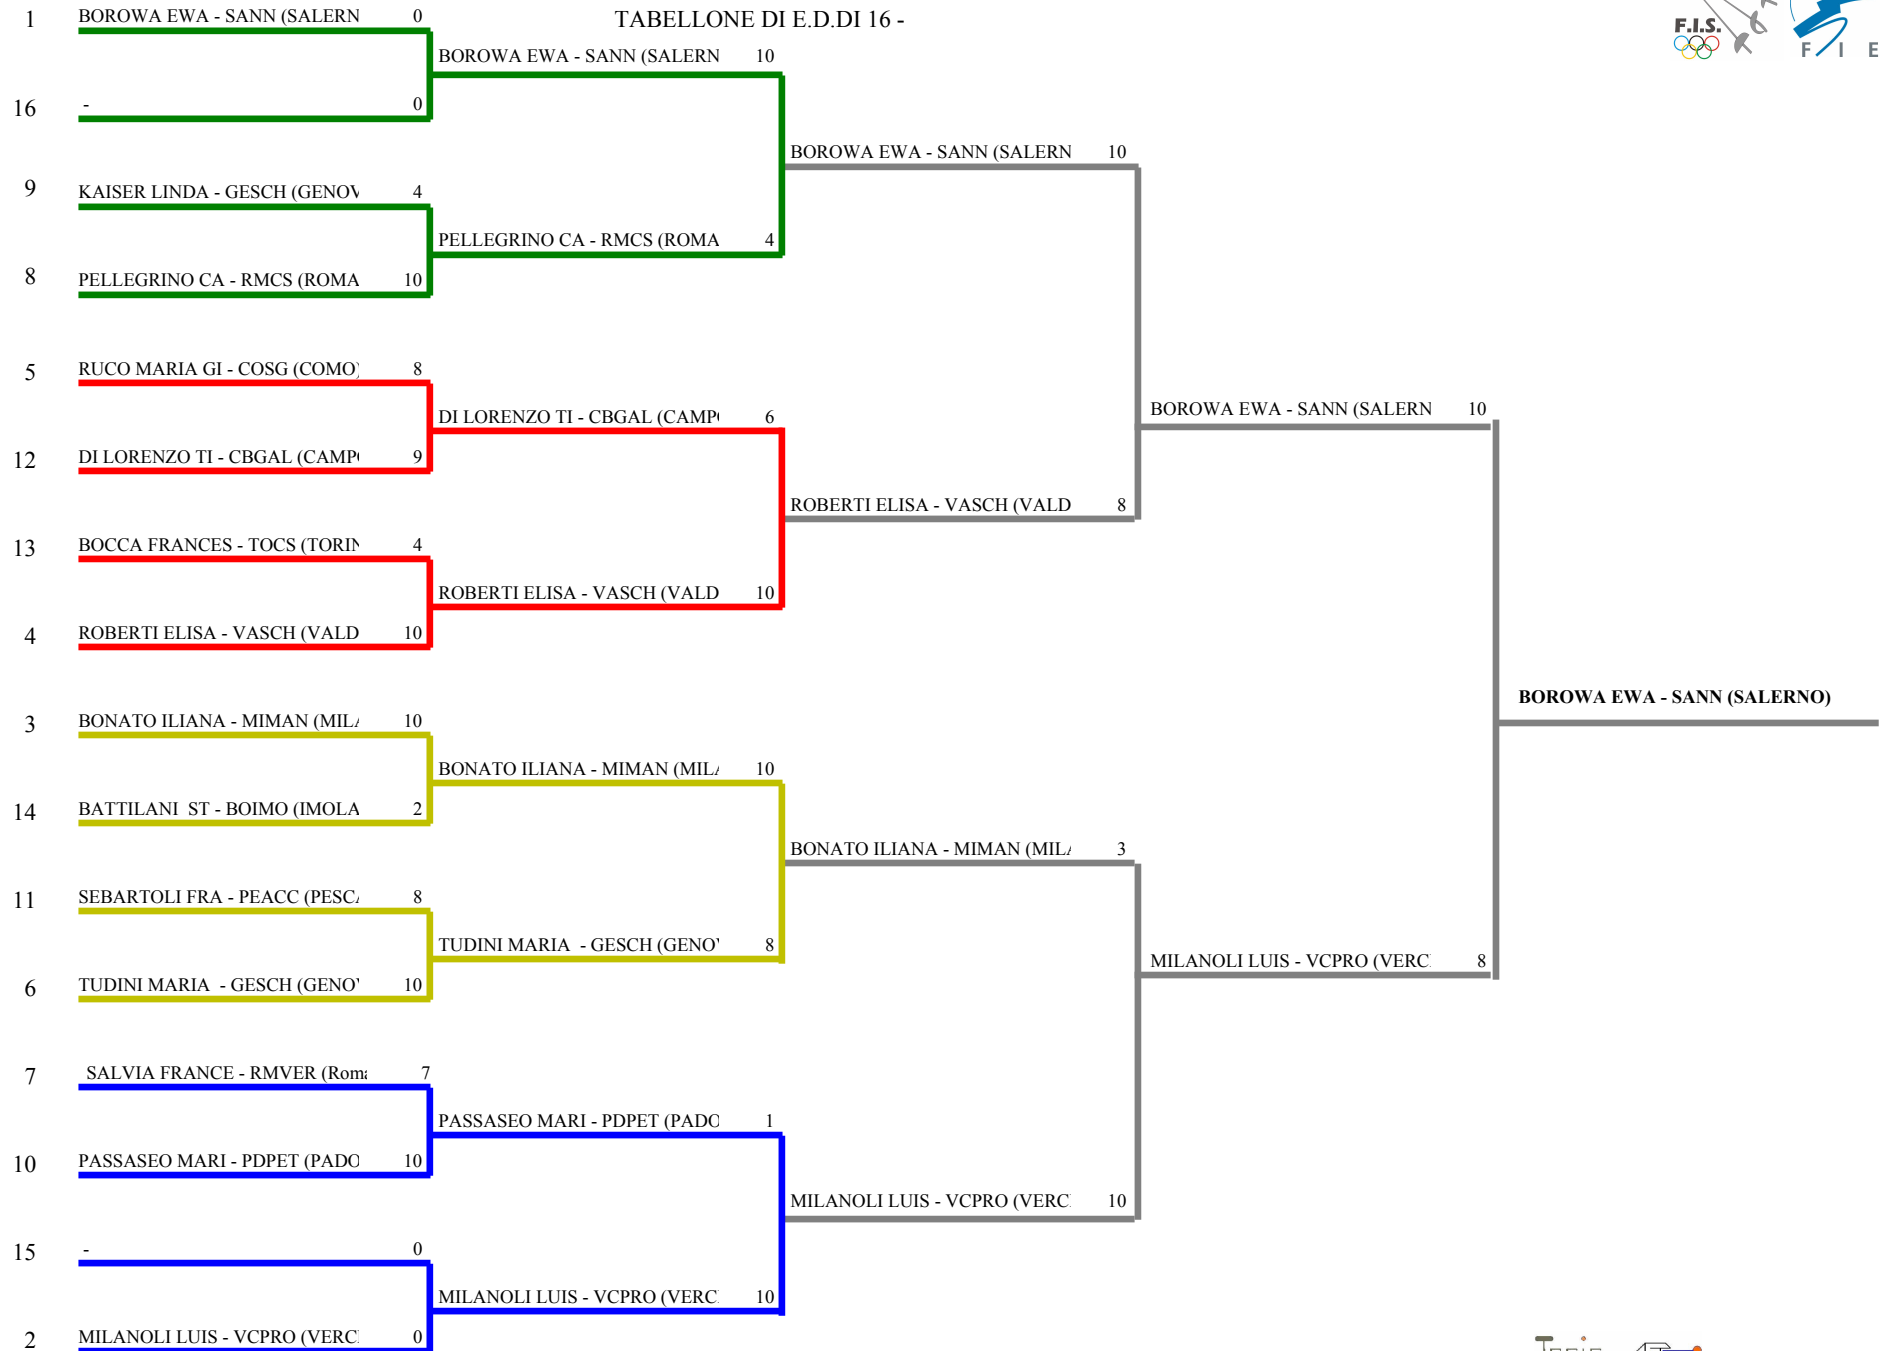 TABELLONE DI E.D.DI 16 -
F.I.S.
F I E
1 BOROWA EWA - SANN (SALERN 0
BOROWA EWA - SANN (SALERN 10
16 - 0
BOROWA EWA - SANN (SALERN 10
9 KAISER LINDA - GESCH (GENOV 4
PELLEGRINO CA - RMCS (ROMA 4
8 PELLEGRINO CA - RMCS (ROMA 10
5 RUCO MARIA GI - COSG (COMO) 8
BOROWA EWA - SANN (SALERN 10
DI LORENZO TI - CBGAL (CAMP 6
12 DI LORENZO TI - CBGAL (CAMP 9
ROBERTI ELISA - VASCH (VALD 8
13 BOCCA FRANCES - TOCS (TORIN 4
ROBERTI ELISA - VASCH (VALD 10
4 ROBERTI ELISA - VASCH (VALD 10
BOROWA EWA - SANN (SALERNO)
3 BONATO ILIANA - MIMAN (MILA 10
BONATO ILIANA - MIMAN (MILA 10
14 BATTILANI ST - BOIMO (IMOLA 2
BONATO ILIANA - MIMAN (MILA 3
11 SEBARTOLI FRA - PEACC (PESCA 8
TUDINI MARIA - GESCH (GENOV 8
MILANOLI LUIS - VCPRO (VERC 8
6 TUDINI MARIA - GESCH (GENOV 10
7 SALVIA FRANCE - RMVER (Roma 7
PASSASEO MARI - PDPET (PADO 1
10 PASSASEO MARI - PDPET (PADO 10
MILANOLI LUIS - VCPRO (VERC 10
15 - 0
MILANOLI LUIS - VCPRO (VERC 10
2 MILANOLI LUIS - VCPRO (VERC 0